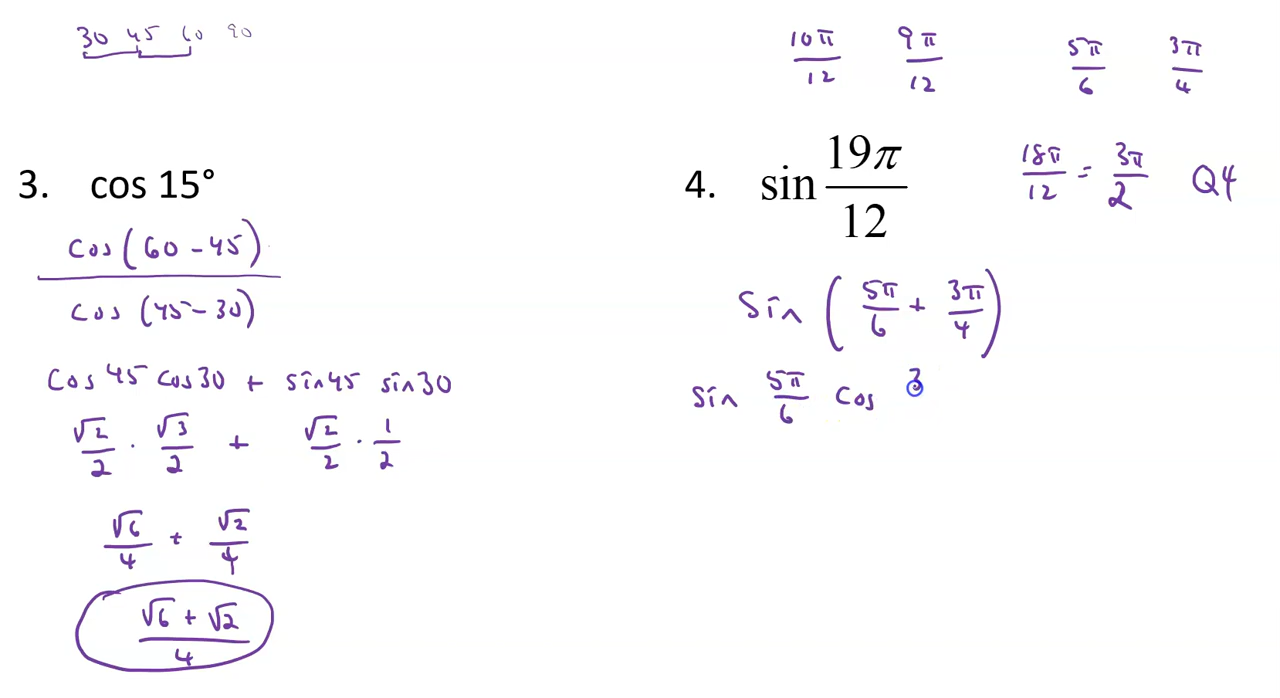 30 45 60 90
3. cos 15°
cos (60 - 45)
cos (45 - 30)
cos 45 cos 30 + sin 45 sin 30
√2/2 · √3/2 + √2/2 · 1/2
√6/4 + √2/4
(√6 + √2)/4
10π/12 9π/12 5π/6 3π/4
4. sin 19π/12 18π/12 = 3π/2 Q4
sin (5π/6 + 3π/4)
sin 5π/6 cos 3